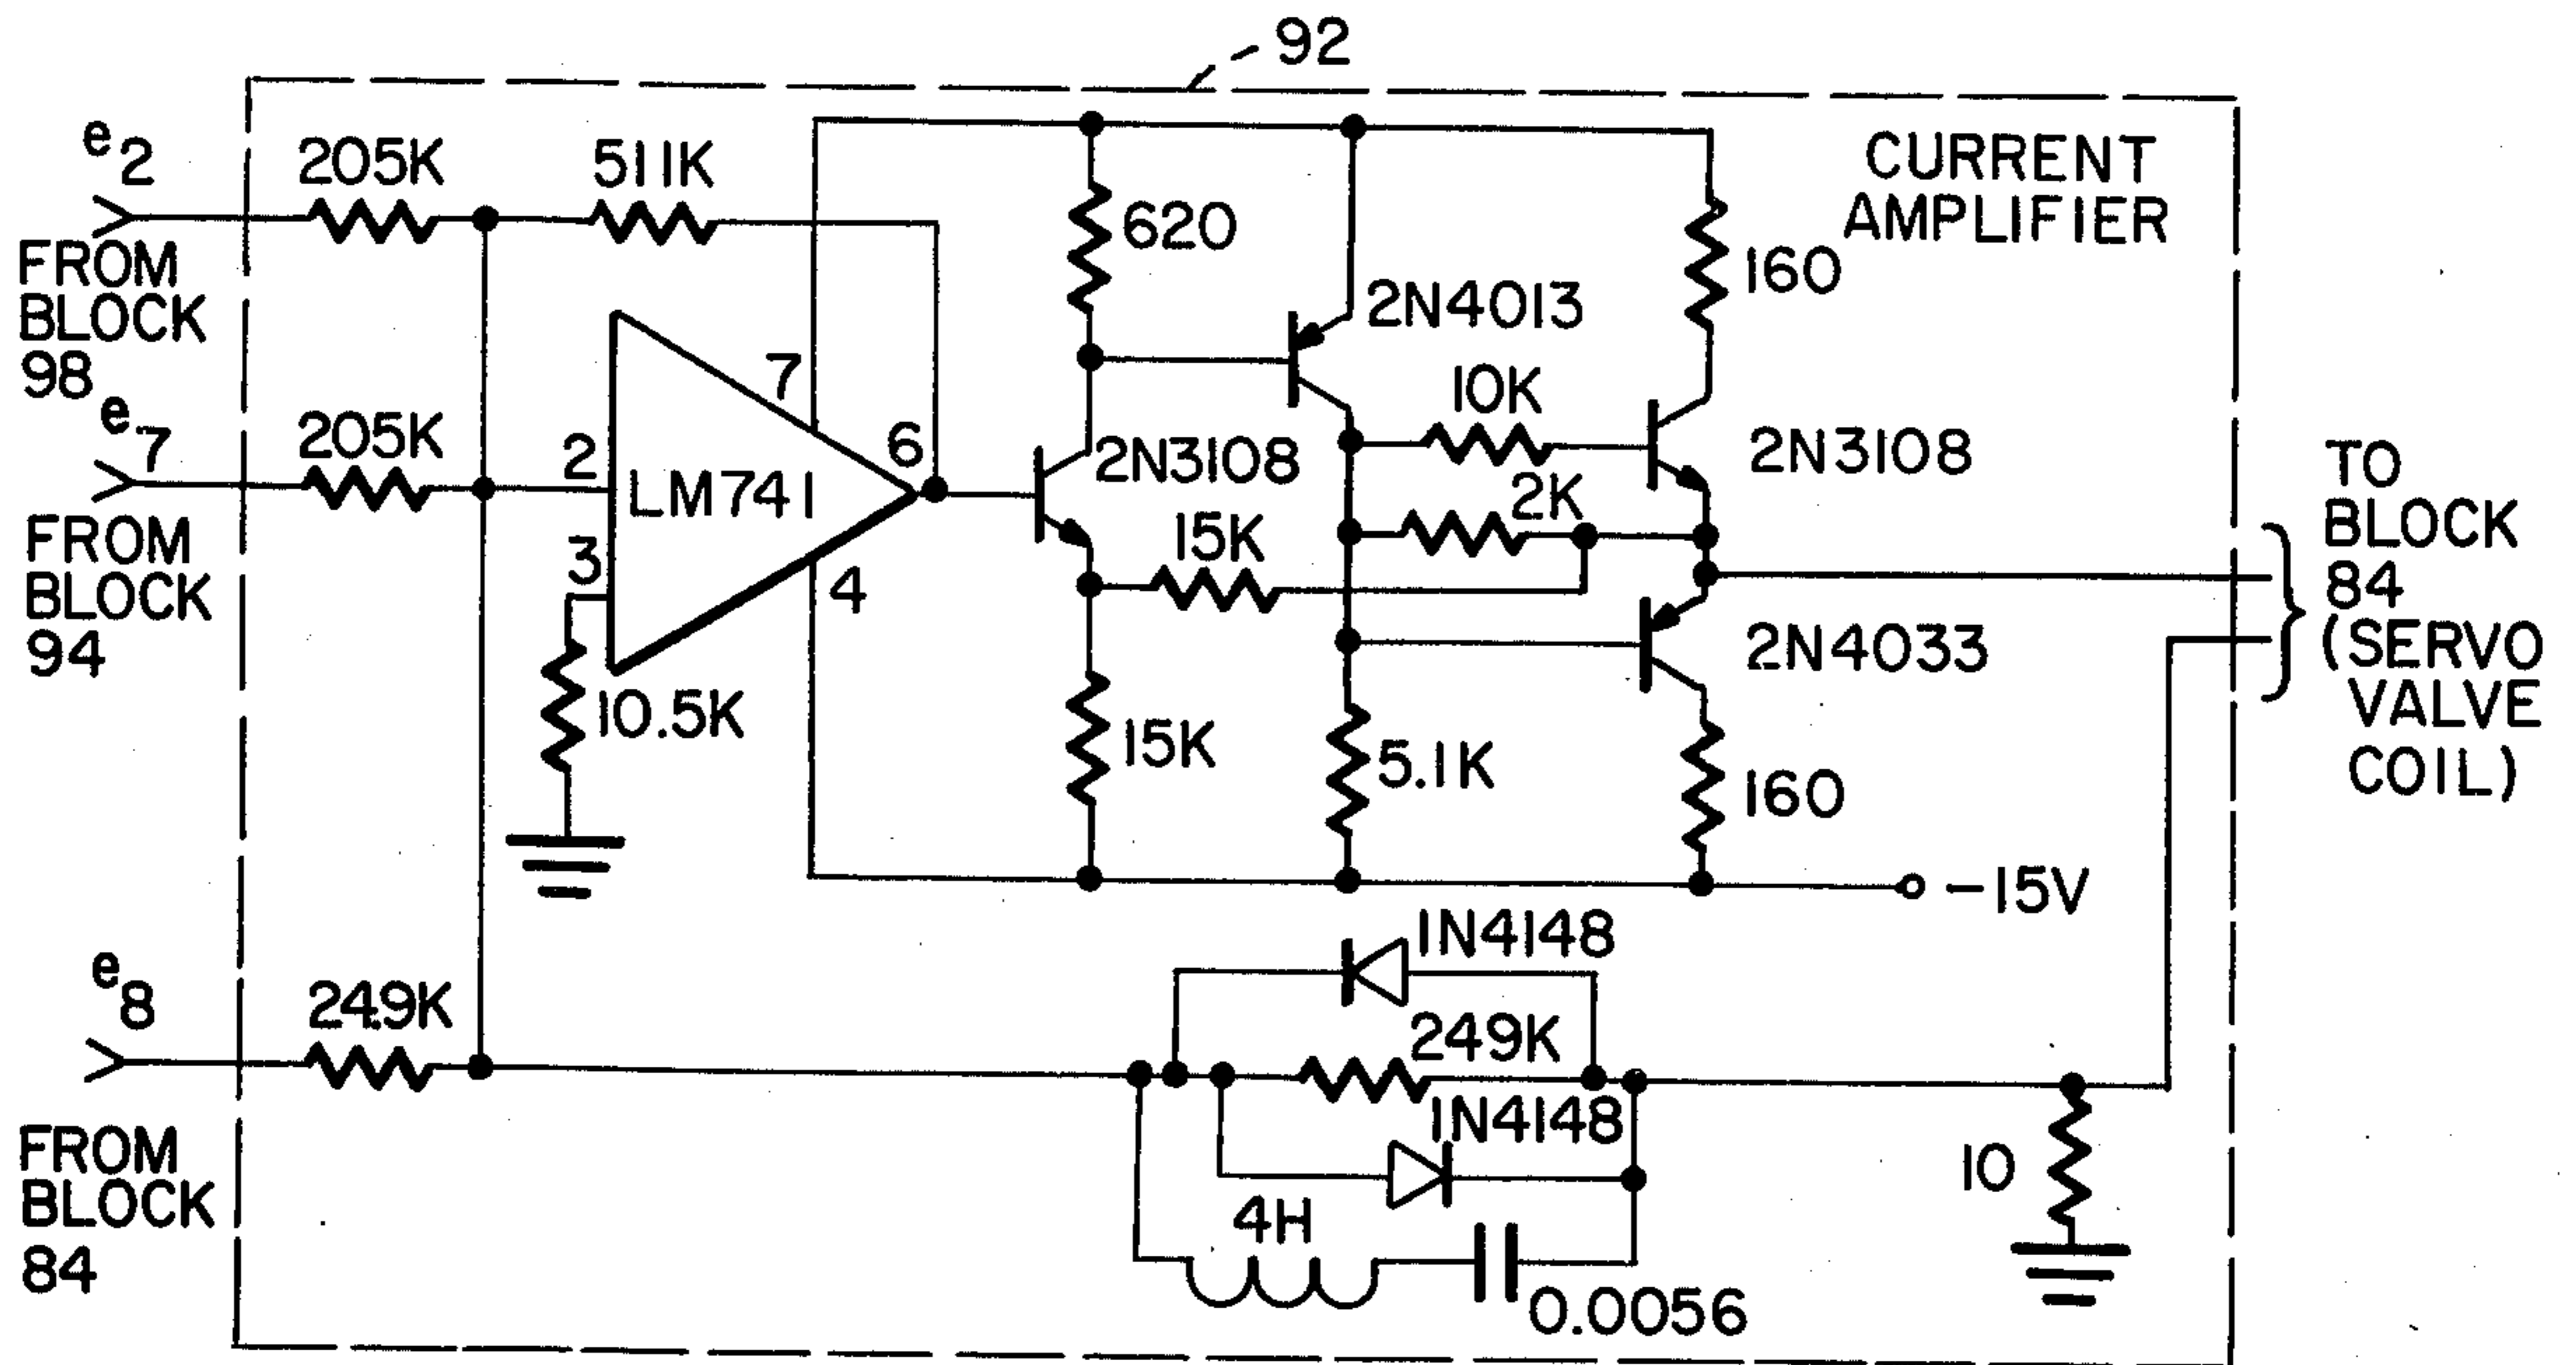 92
e2
FROM
BLOCK
98
205K
511K
e7
FROM
BLOCK
94
205K
2
3
LM741
7
6
4
10.5K
620
2N3108
15K
15K
2N4013
10K
2K
5.1K
160
2N3108
2N4033
160
CURRENT
AMPLIFIER
-15V
TO
BLOCK
84
(SERVO
VALVE
COIL)
e8
FROM
BLOCK
84
249K
1N4148
249K
1N4148
4H
0.0056
10